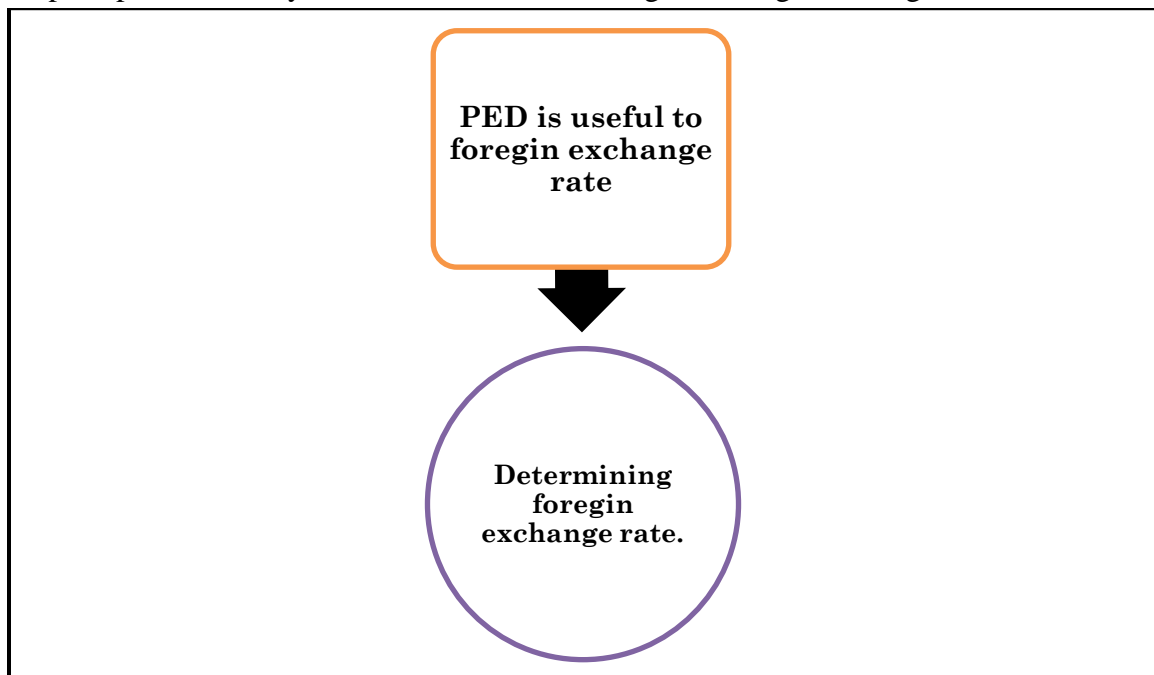 PED is useful to
foregin exchange
rate
Determining
foregin
exchange rate.